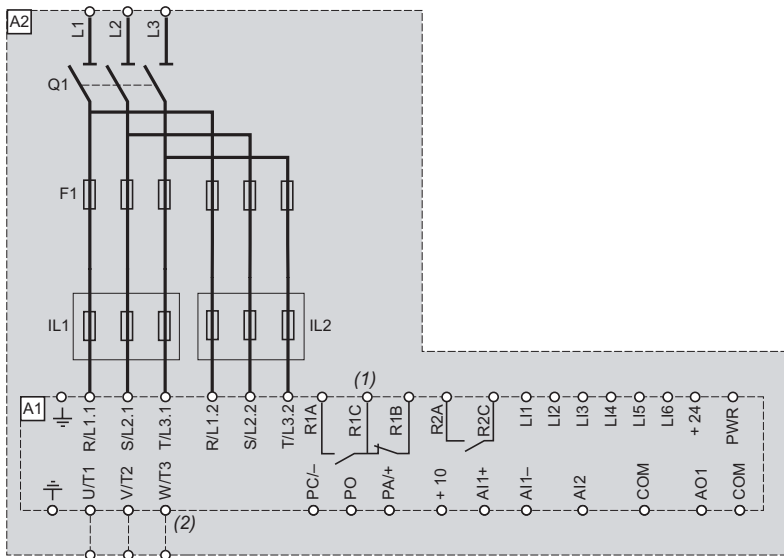 A2
L1 L2 L3
Q1
F1
IL1 IL2
(1)
A1
R/L1.1 S/L2.1 T/L3.1 R/L1.2 S/L2.2 T/L3.2 R1A R1C R1B R2A R2C LI1 LI2 LI3 LI4 LI5 LI6 + 24 PWR
U/T1 V/T2 W/T3 PC/– PO PA/+ + 10 AI1+ AI1– AI2 COM AO1 COM
(2)